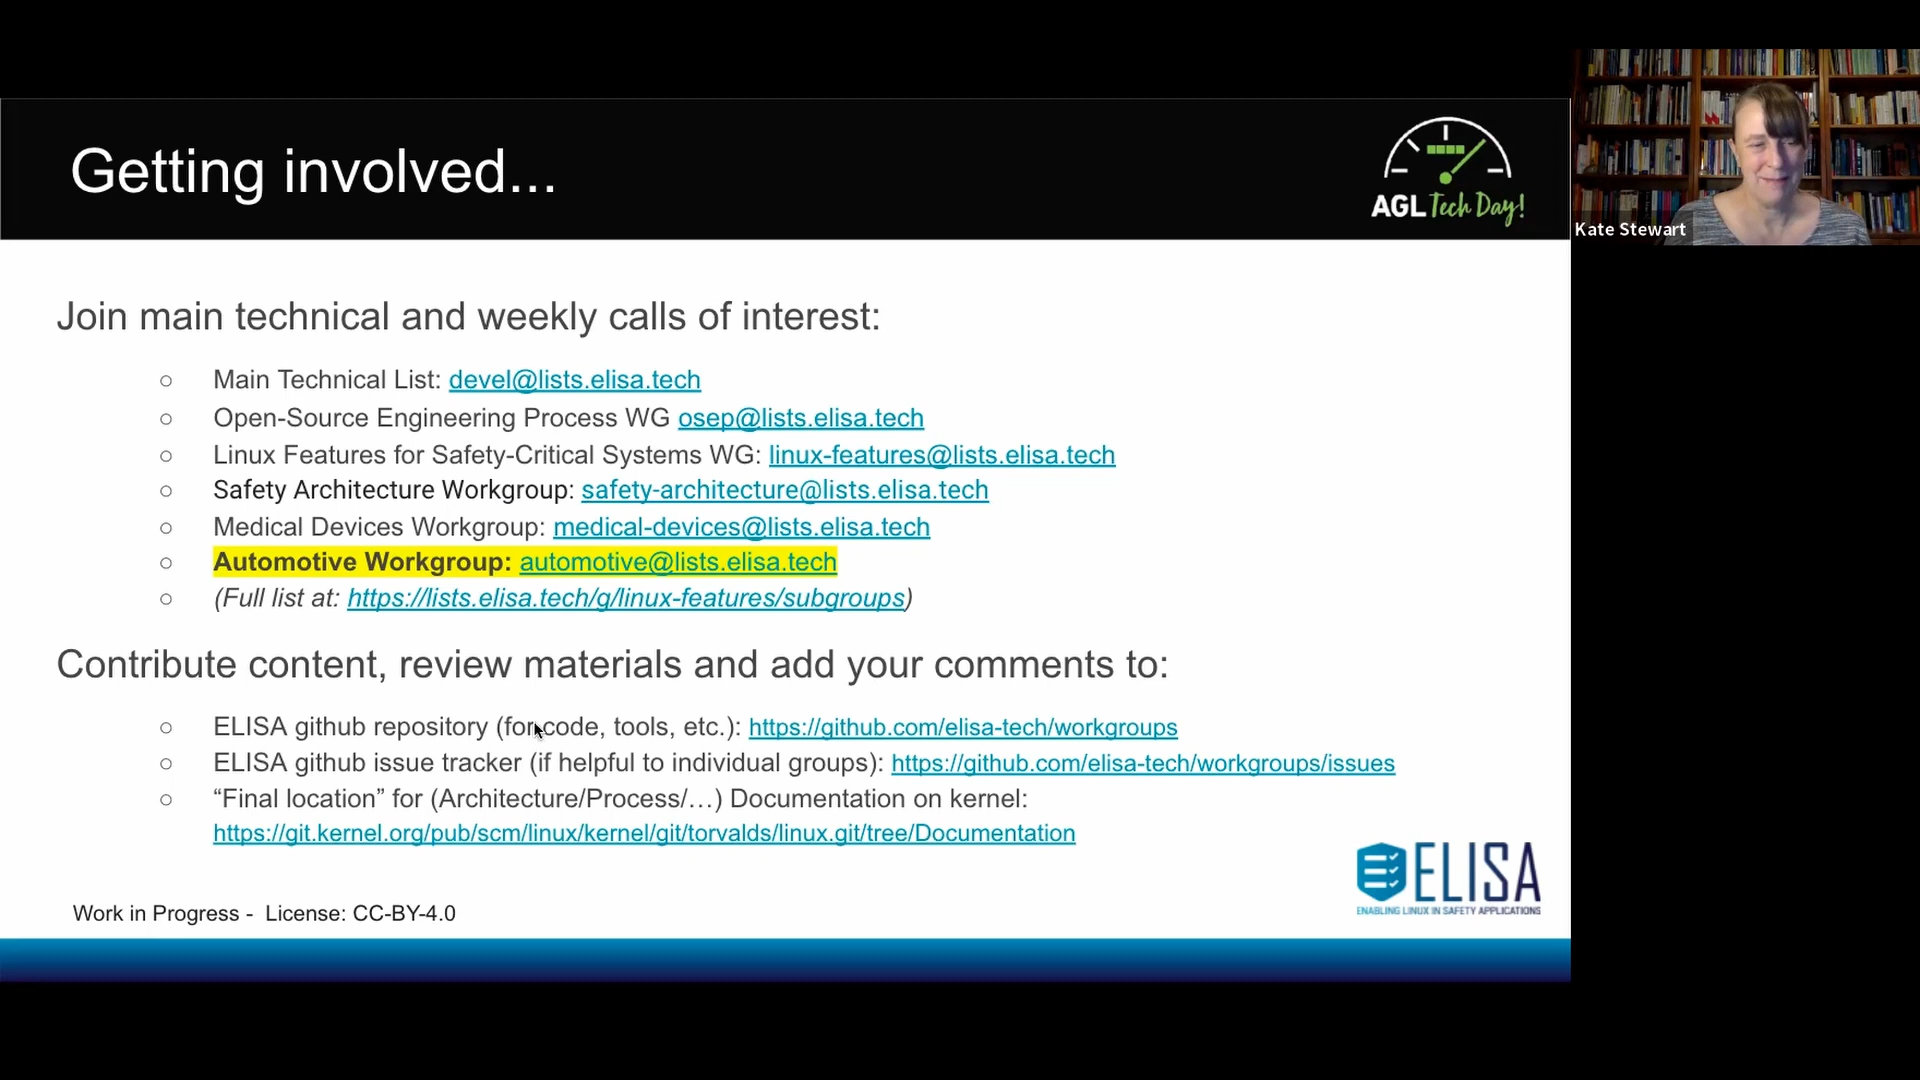 Getting involved...
AGL Tech Day!
Kate Stewart
Join main technical and weekly calls of interest:
○ Main Technical List: devel@lists.elisa.tech
○ Open-Source Engineering Process WG osep@lists.elisa.tech
○ Linux Features for Safety-Critical Systems WG: linux-features@lists.elisa.tech
○ Safety Architecture Workgroup: safety-architecture@lists.elisa.tech
○ Medical Devices Workgroup: medical-devices@lists.elisa.tech
○ Automotive Workgroup: automotive@lists.elisa.tech
○ (Full list at: https://lists.elisa.tech/g/linux-features/subgroups)
Contribute content, review materials and add your comments to:
○ ELISA github repository (for code, tools, etc.): https://github.com/elisa-tech/workgroups
○ ELISA github issue tracker (if helpful to individual groups): https://github.com/elisa-tech/workgroups/issues
○ “Final location” for (Architecture/Process/…) Documentation on kernel:
https://git.kernel.org/pub/scm/linux/kernel/git/torvalds/linux.git/tree/Documentation
ELISA
ENABLING LINUX IN SAFETY APPLICATIONS
Work in Progress - License: CC-BY-4.0